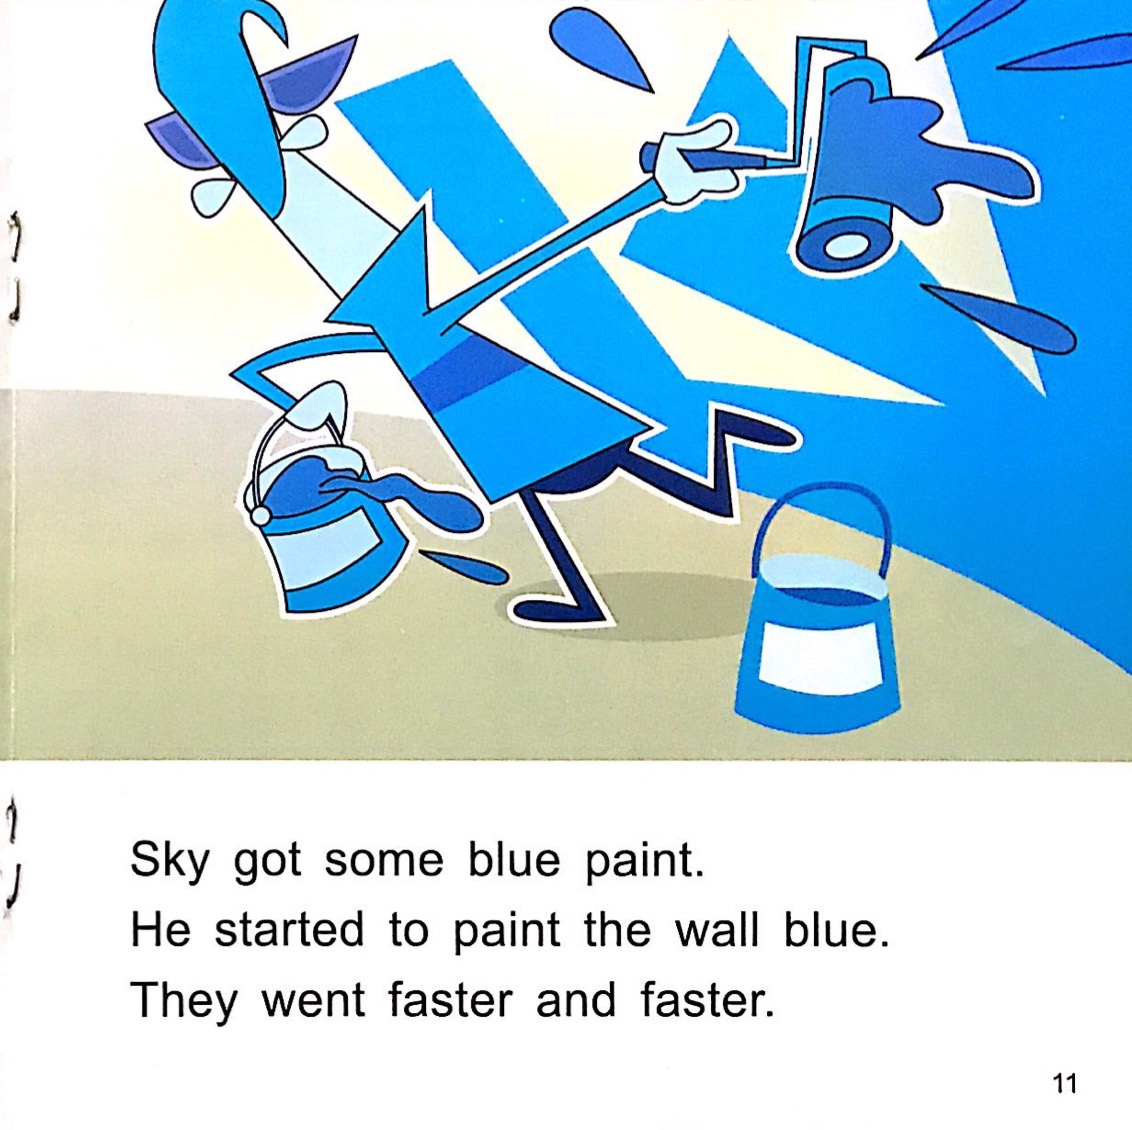 Sky got some blue paint.
He started to paint the wall blue.
They went faster and faster.
11